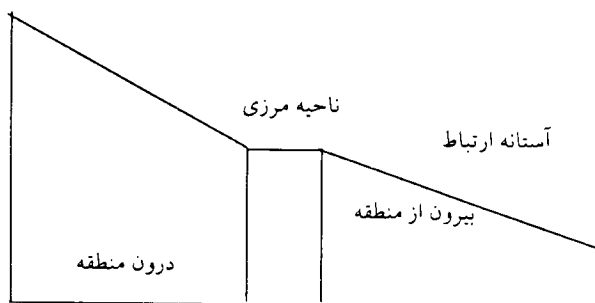 ناحیه مرزی
آستانه ارتباط
بیرون از منطقه
درون منطقه